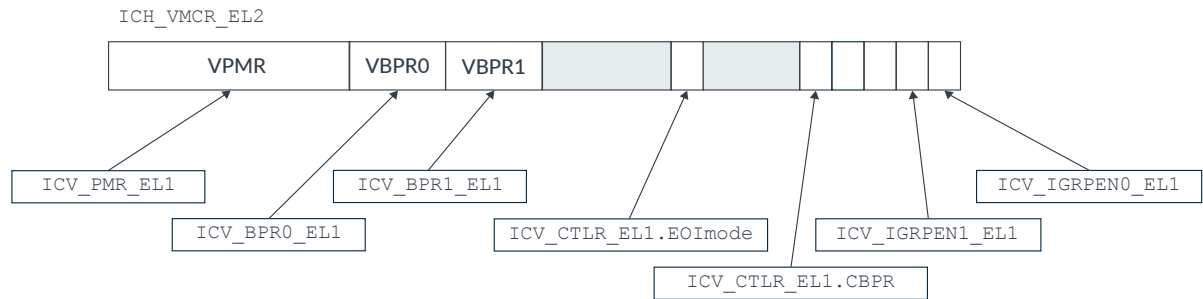 ICH_VMCR_EL2
VPMR
VBPR0
VBPR1
ICV_PMR_EL1
ICV_BPR1_EL1
ICV_IGRPEN0_EL1
ICV_BPR0_EL1
ICV_CTLR_EL1.EOImode
ICV_IGRPEN1_EL1
ICV_CTLR_EL1.CBPR